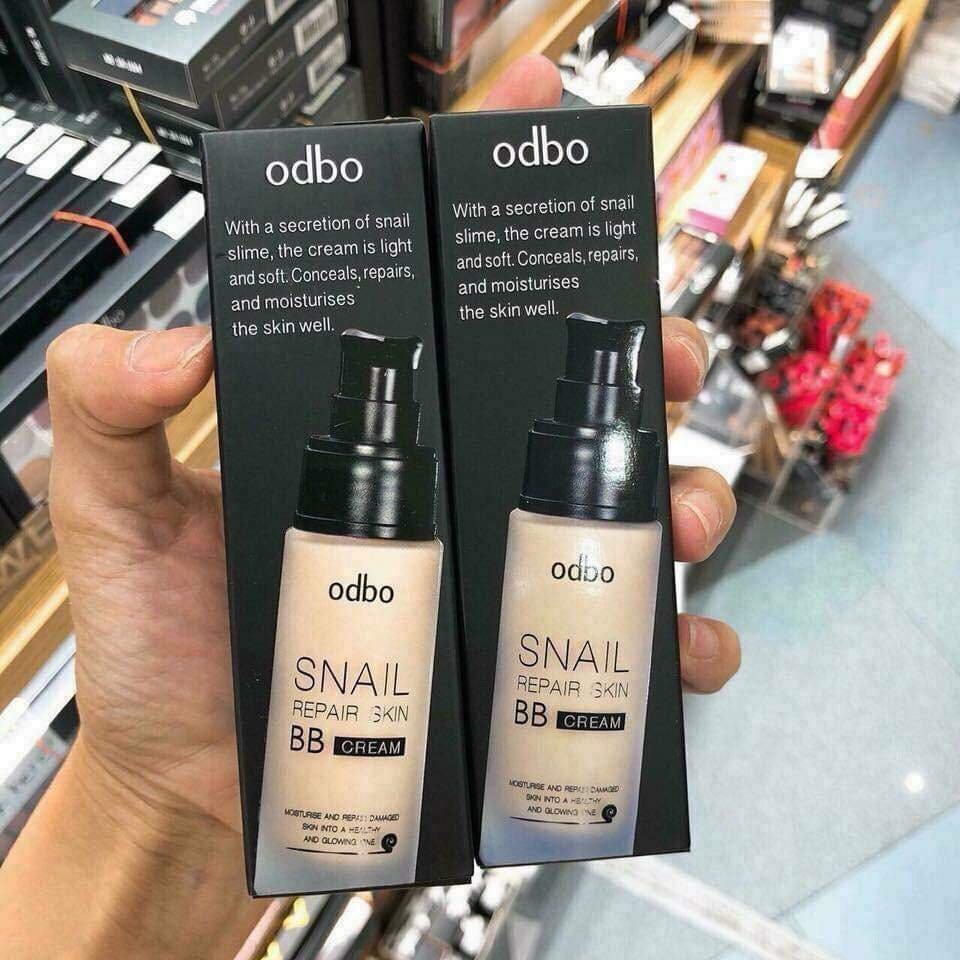 odbo
With a secretion of snail
slime, the cream is light
and soft. Conceals, repairs,
and moisturises
the skin well.
odbo
SNAIL
REPAIR SKIN
BB CREAM
MOISTURISE AND REPAIR DAMAGED
SKIN INTO A HEALTHY
AND GLOWING ONE
odbo
With a secretion of snail
slime, the cream is light
and soft. Conceals, repairs,
and moisturises
the skin well.
odbo
SNAIL
REPAIR SKIN
BB CREAM
MOISTURISE AND REPAIR DAMAGED
SKIN INTO A HEALTHY
AND GLOWING ONE
odbo